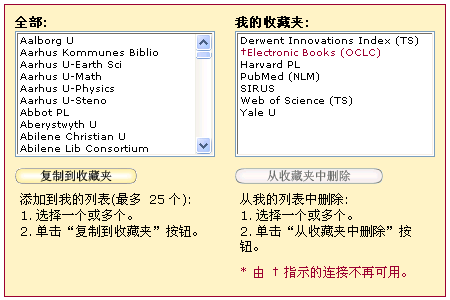 全部:
Aalborg U
Aarhus Kommunes Biblio
Aarhus U-Earth Sci
Aarhus U-Math
Aarhus U-Physics
Aarhus U-Steno
Abbot PL
Aberystwyth U
Abilene Christian U
Abilene Lib Consortium
复制到收藏夹
添加到我的列表(最多 25 个):
1. 选择一个或多个。
2. 单击“复制到收藏夹”按钮。
我的收藏夹:
Derwent Innovations Index (TS)
†Electronic Books (OCLC)
Harvard PL
PubMed (NLM)
SIRUS
Web of Science (TS)
Yale U
从收藏夹中删除
从我的列表中删除:
1. 选择一个或多个。
2. 单击“从收藏夹中删除”按
钮。
* 由 † 指示的连接不再可用。